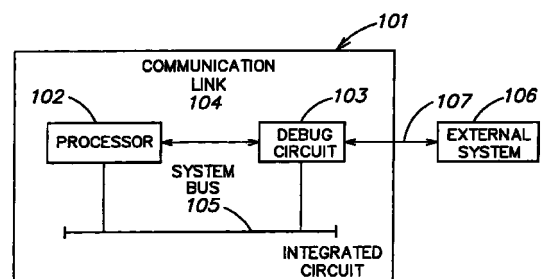 101
COMMUNICATION
LINK
104
102
103
107
106
PROCESSOR
DEBUG
CIRCUIT
EXTERNAL
SYSTEM
SYSTEM
BUS
105
INTEGRATED
CIRCUIT